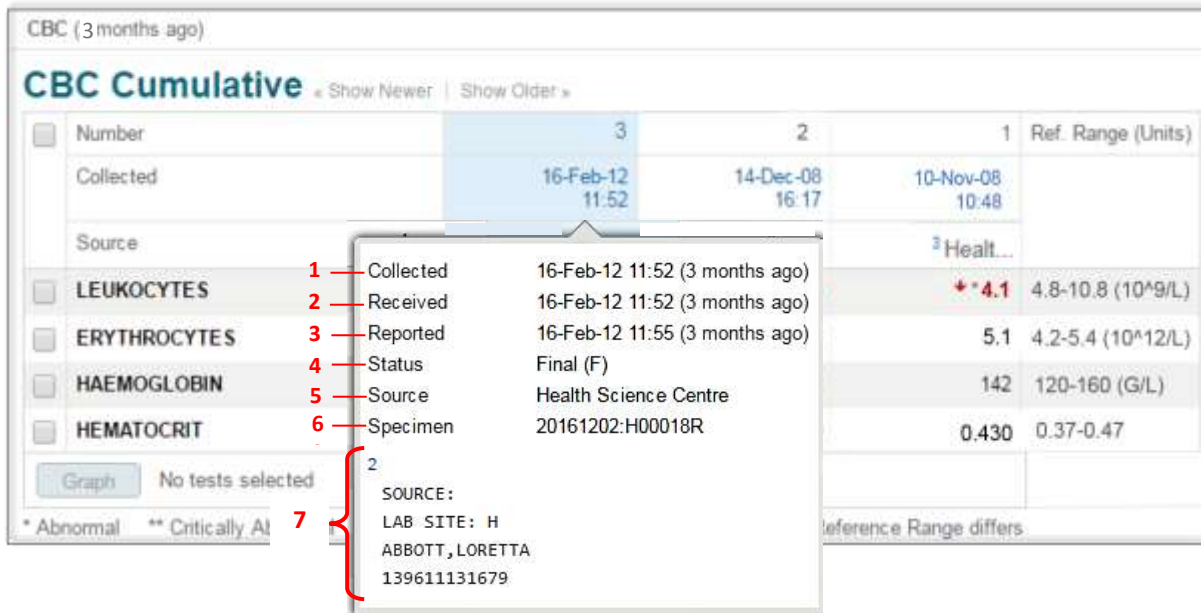 CBC (3 months ago)
CBC Cumulative « Show Newer | Show Older »
Number 3 2 1 Ref. Range (Units)
Collected 16-Feb-12 14-Dec-08 10-Nov-08
11:52 16:17 10:48
Source 3 Healt...
1 Collected 16-Feb-12 11:52 (3 months ago)
2 Received 16-Feb-12 11:52 (3 months ago)
3 Reported 16-Feb-12 11:55 (3 months ago)
4 Status Final (F)
5 Source Health Science Centre
6 Specimen 20161202:H00018R
7
2
SOURCE:
LAB SITE: H
ABBOTT,LORETTA
139611131679
LEUKOCYTES *4.1 4.8-10.8 (10^9/L)
ERYTHROCYTES 5.1 4.2-5.4 (10^12/L)
HAEMOGLOBIN 142 120-160 (G/L)
HEMATOCRIT 0.430 0.37-0.47
Graph No tests selected
* Abnormal ** Critically Reference Range differs